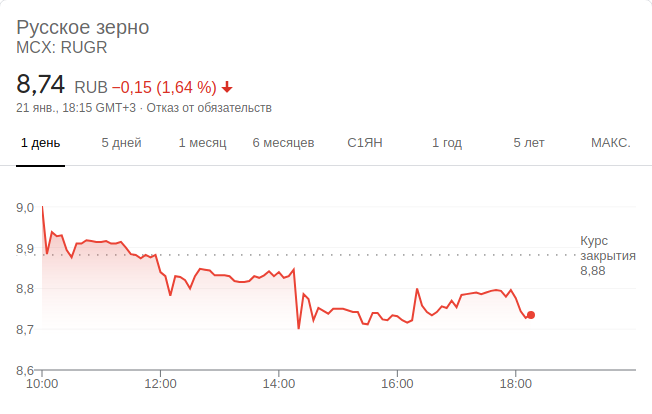 Русское зерно
MCX: RUGR
8,74 RUB −0,15 (1,64 %)
21 янв., 18:15 GMT+3 · Отказ от обязательств
1 день 5 дней 1 месяц 6 месяцев С1ЯН 1 год 5 лет МАКС.
9,0
8,9
8,8
8,7
8,6
Курс
закрытия
8,88
10:00 12:00 14:00 16:00 18:00